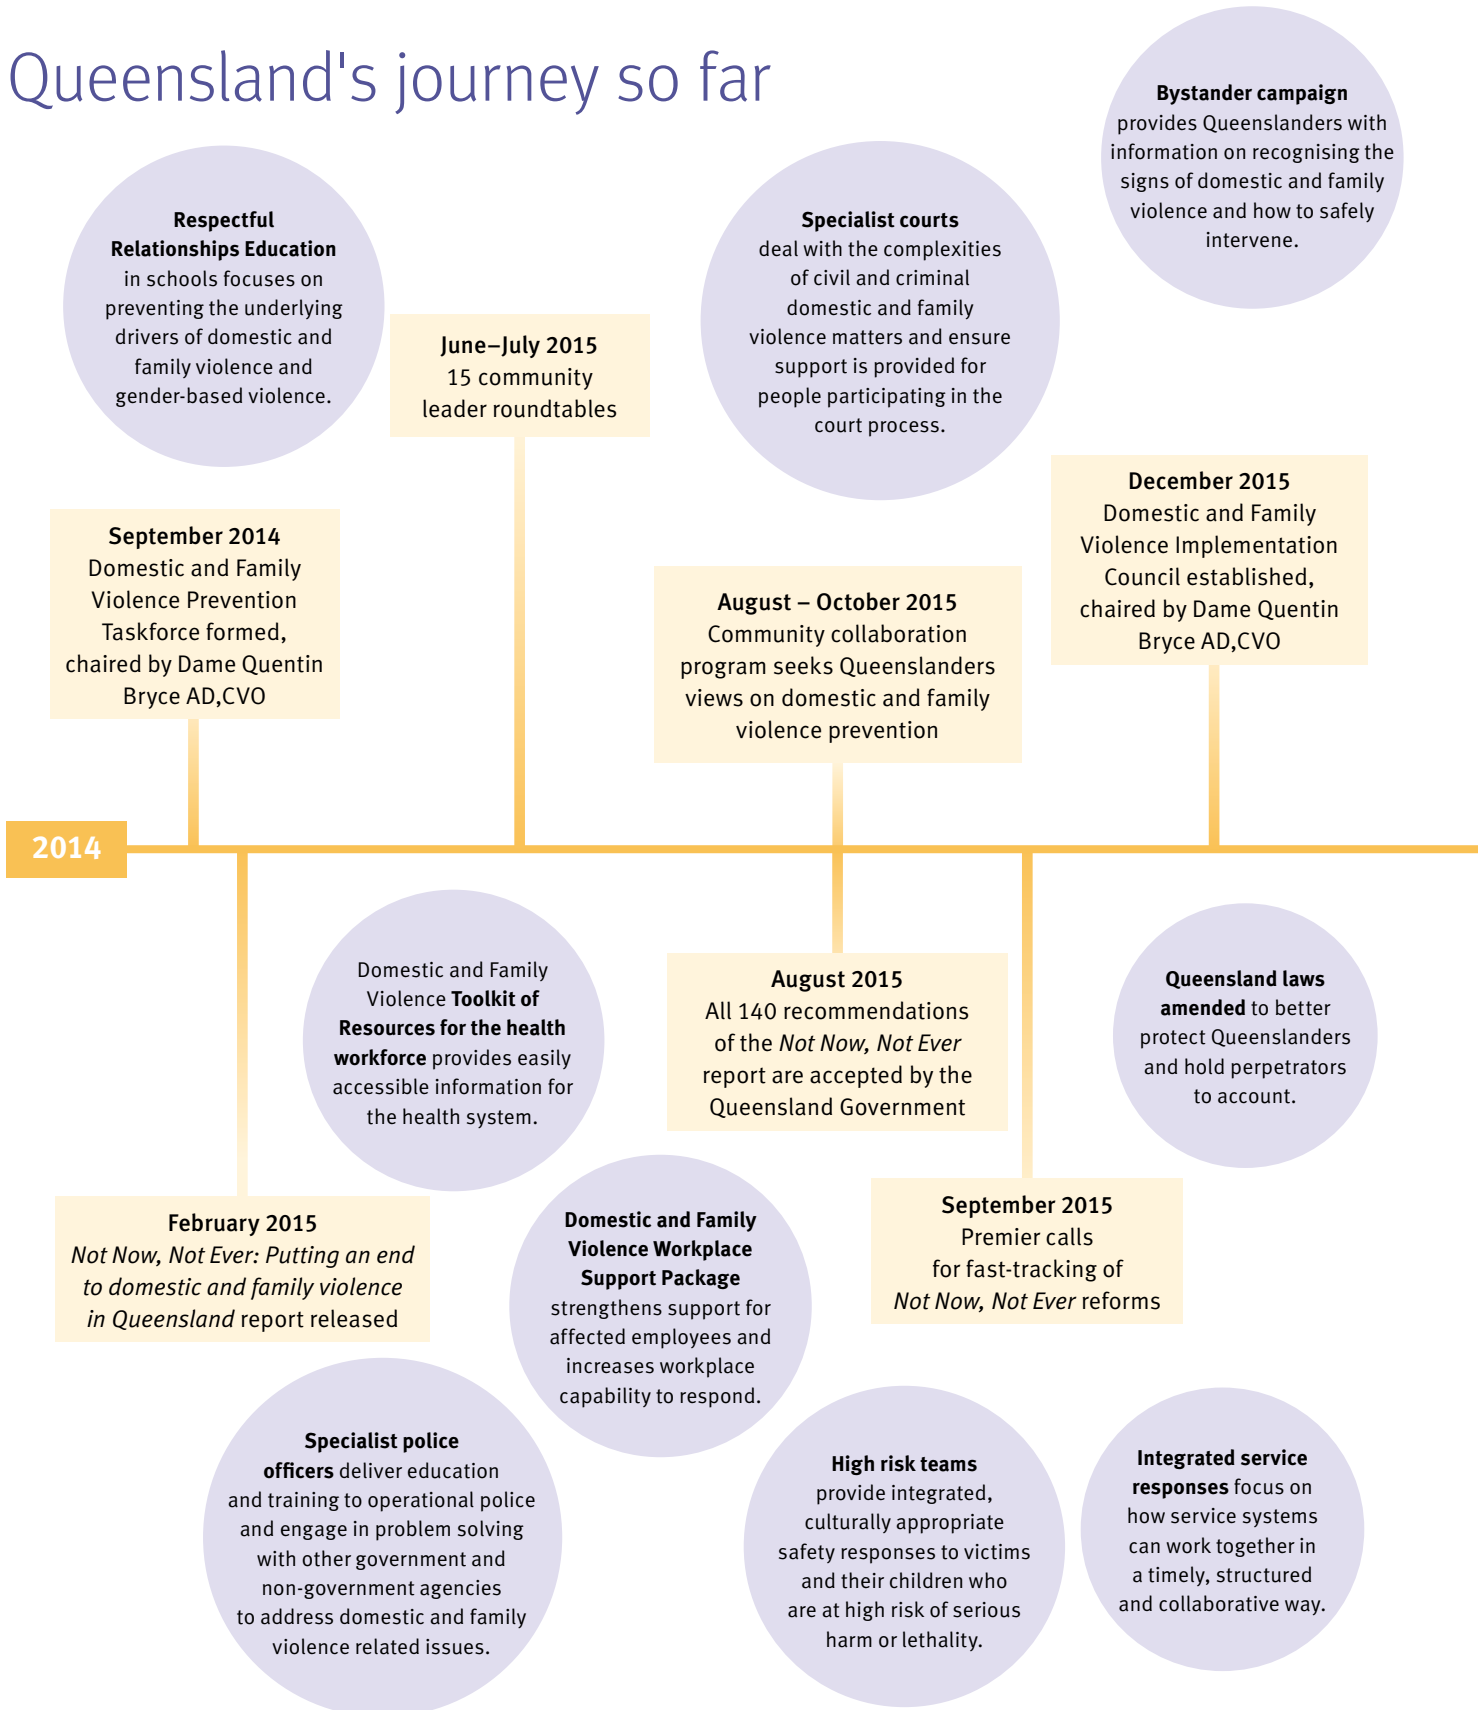 Queensland's journey so far
Bystander campaign
provides Queenslanders with
information on recognising the
signs of domestic and family
violence and how to safely
intervene.
Respectful
Relationships Education
in schools focuses on
preventing the underlying
drivers of domestic and
family violence and
gender-based violence.
Specialist courts
deal with the complexities
of civil and criminal
domestic and family
violence matters and ensure
support is provided for
people participating in the
court process.
June–July 2015
15 community
leader roundtables
December 2015
Domestic and Family
Violence Implementation
Council established,
chaired by Dame Quentin
Bryce AD,CVO
September 2014
Domestic and Family
Violence Prevention
Taskforce formed,
chaired by Dame Quentin
Bryce AD,CVO
August – October 2015
Community collaboration
program seeks Queenslanders
views on domestic and family
violence prevention
2014
Domestic and Family
Violence Toolkit of
Resources for the health
workforce provides easily
accessible information for
the health system.
August 2015
All 140 recommendations
of the Not Now, Not Ever
report are accepted by the
Queensland Government
Queensland laws
amended to better
protect Queenslanders
and hold perpetrators
to account.
February 2015
Not Now, Not Ever: Putting an end
to domestic and family violence
in Queensland report released
Domestic and Family
Violence Workplace
Support Package
strengthens support for
affected employees and
increases workplace
capability to respond.
September 2015
Premier calls
for fast-tracking of
Not Now, Not Ever reforms
Specialist police
officers deliver education
and training to operational police
and engage in problem solving
with other government and
non-government agencies
to address domestic and family
violence related issues.
High risk teams
provide integrated,
culturally appropriate
safety responses to victims
and their children who
are at high risk of serious
harm or lethality.
Integrated service
responses focus on
how service systems
can work together in
a timely, structured
and collaborative way.